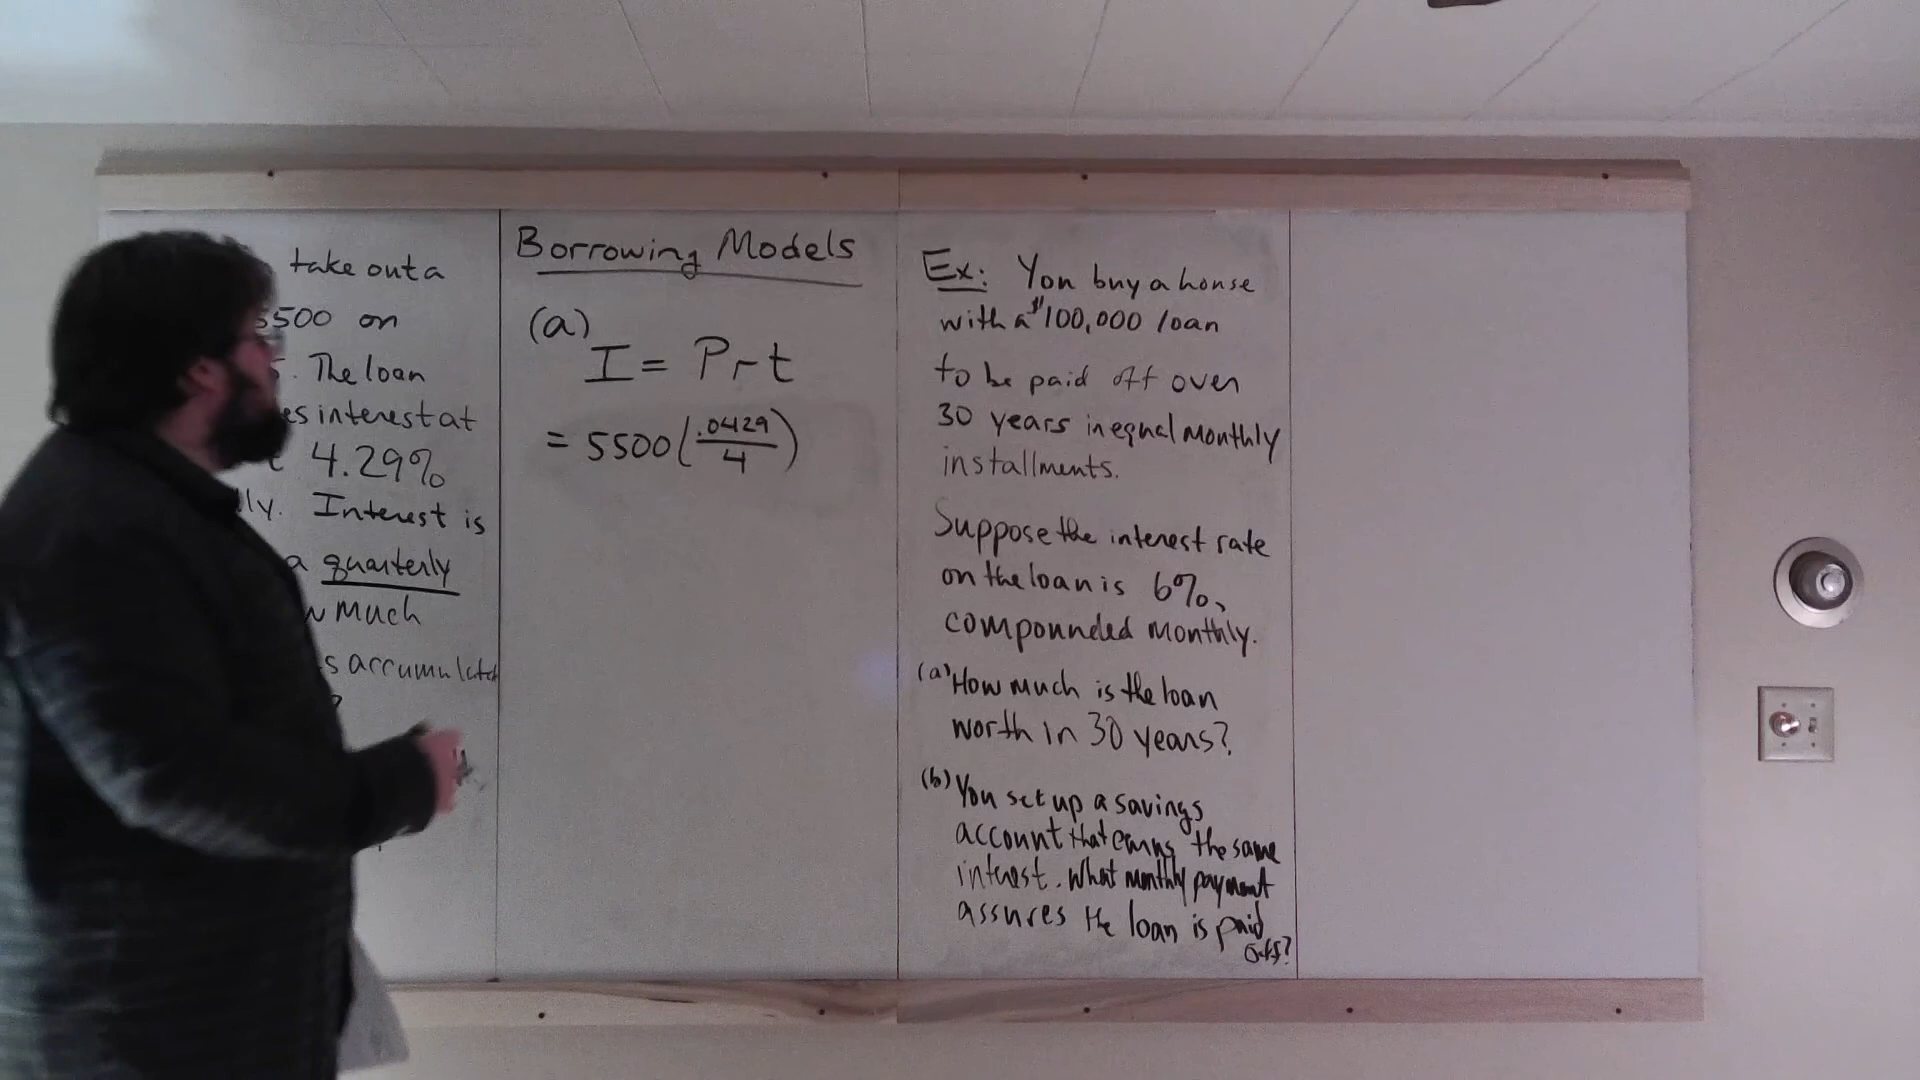 take out a
5500 on
The loan
interest at
4.29%
Interest is
a quarterly
much
accumulated
Borrowing Models
(a)
I = Prt
= 5500(.0429/4)
Ex: You buy a house
with a $100,000 loan
to be paid off over
30 years in equal monthly
installments.
Suppose the interest rate
on the loan is 6%,
compounded monthly.
(a) How much is the loan
worth in 30 years?
(b) You set up a savings
account that earns the same
interest. What monthly payment
assures the loan is paid
off?